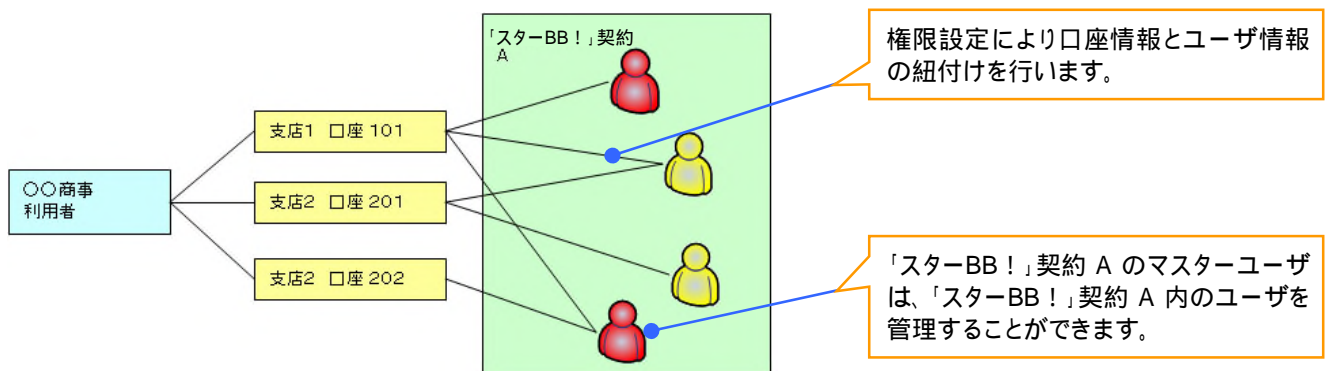 ○○商事
利用者
支店1 口座 101
支店2 口座 201
支店2 口座 202
「スターBB！」契約
A
権限設定により口座情報とユーザ情報
の紐付けを行います。
「スターBB！」契約 A のマスターユーザ
は、「スターBB！」契約 A 内のユーザを
管理することができます。